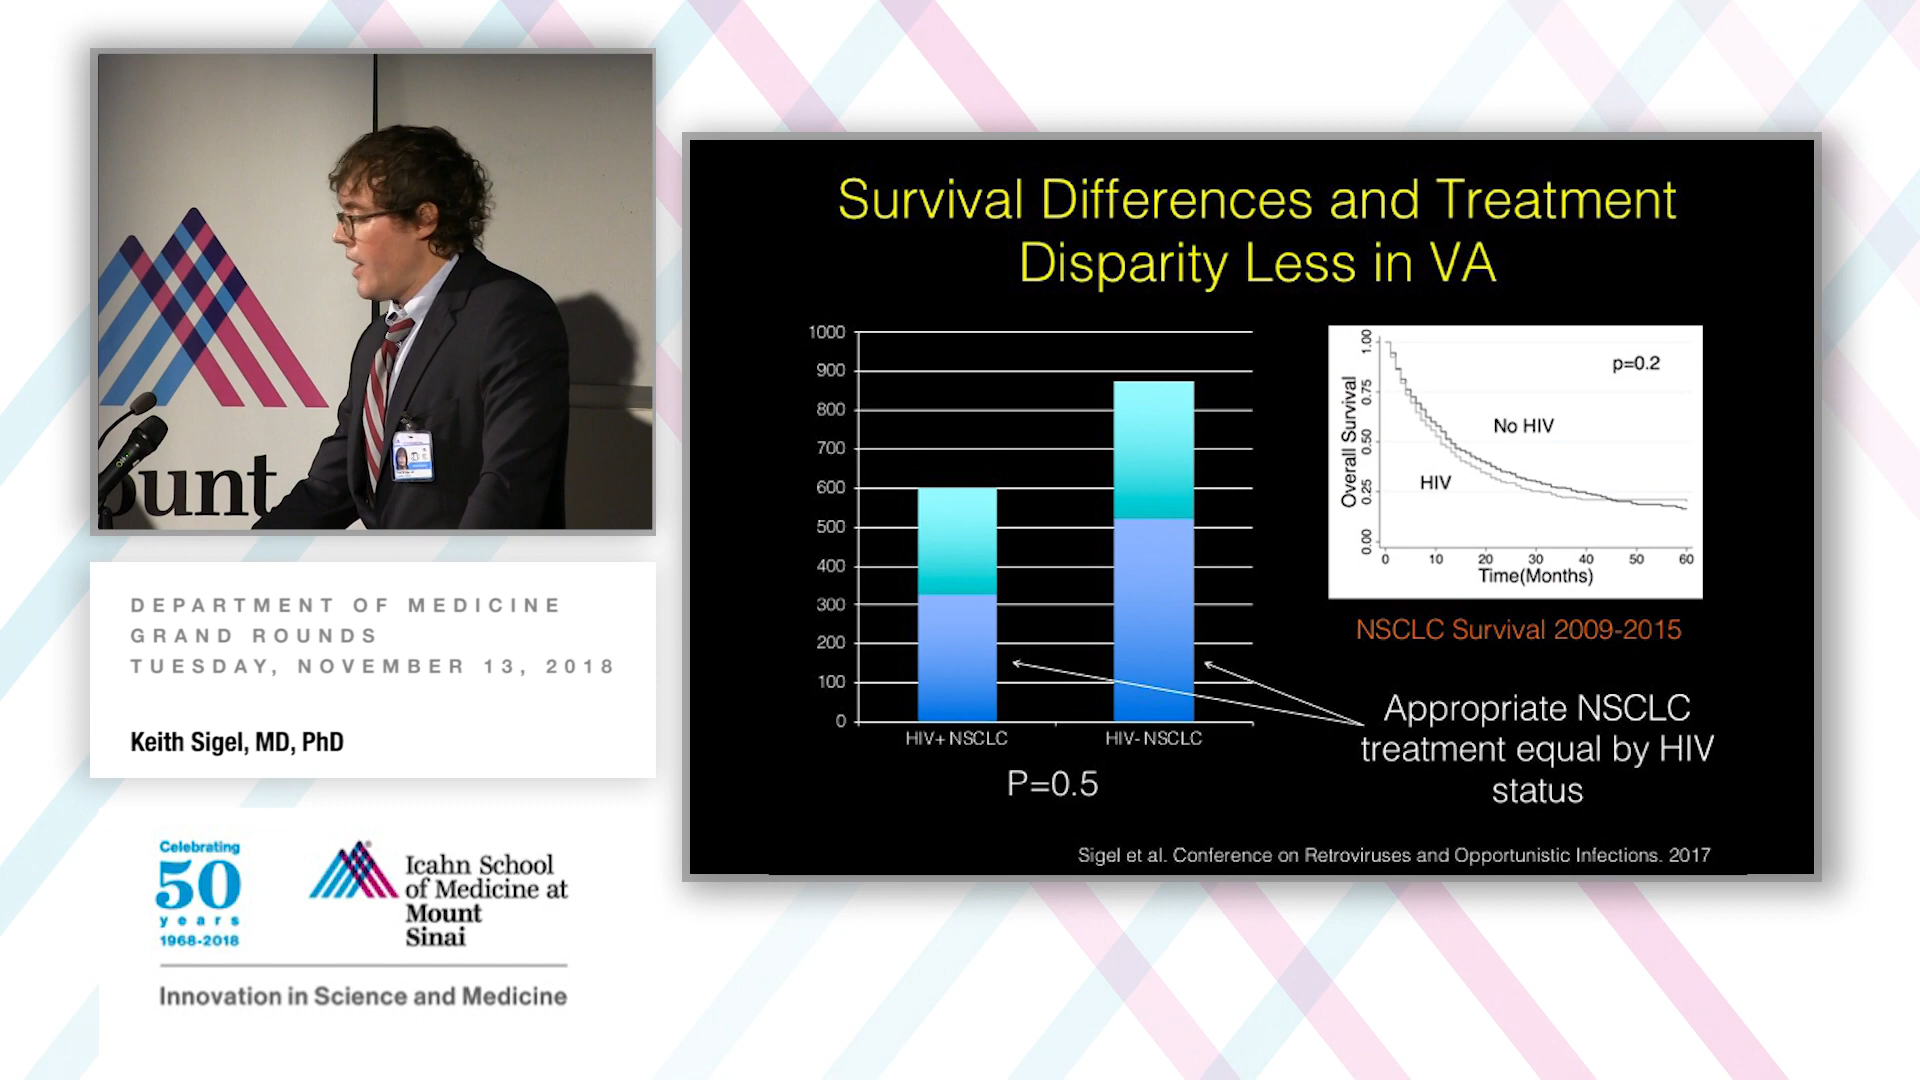 ount
DEPARTMENT OF MEDICINE
GRAND ROUNDS
TUESDAY, NOVEMBER 13, 2018
Keith Sigel, MD, PhD
Celebrating
50
years
1968-2018
Icahn School
of Medicine at
Mount
Sinai
Innovation in Science and Medicine
Survival Differences and Treatment
Disparity Less in VA
1000
900
800
700
600
500
400
300
200
100
0
HIV+ NSCLC
HIV- NSCLC
P=0.5
Overall Survival
1.00
0.75
0.50
0.25
0.00
p=0.2
No HIV
HIV
0 10 20 30 40 50 60
Time(Months)
NSCLC Survival 2009-2015
Appropriate NSCLC
treatment equal by HIV
status
Sigel et al. Conference on Retroviruses and Opportunistic Infections. 2017